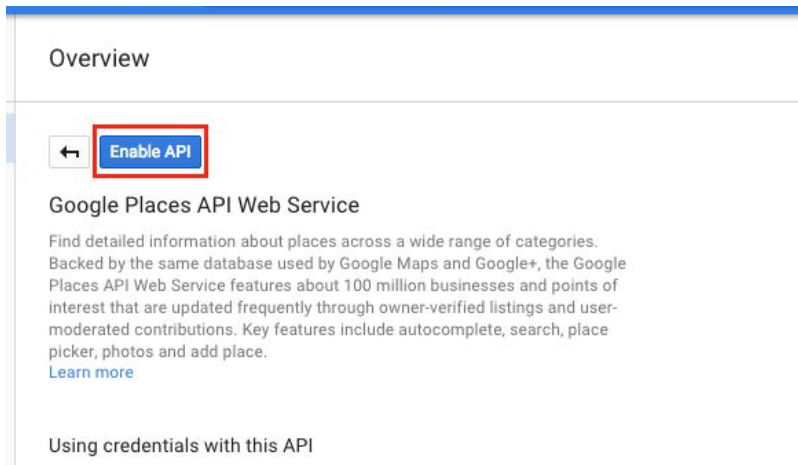 Overview
Enable API
Google Places API Web Service
Find detailed information about places across a wide range of categories.
Backed by the same database used by Google Maps and Google+, the Google
Places API Web Service features about 100 million businesses and points of
interest that are updated frequently through owner-verified listings and user-
moderated contributions. Key features include autocomplete, search, place
picker, photos and add place.
Learn more
Using credentials with this API